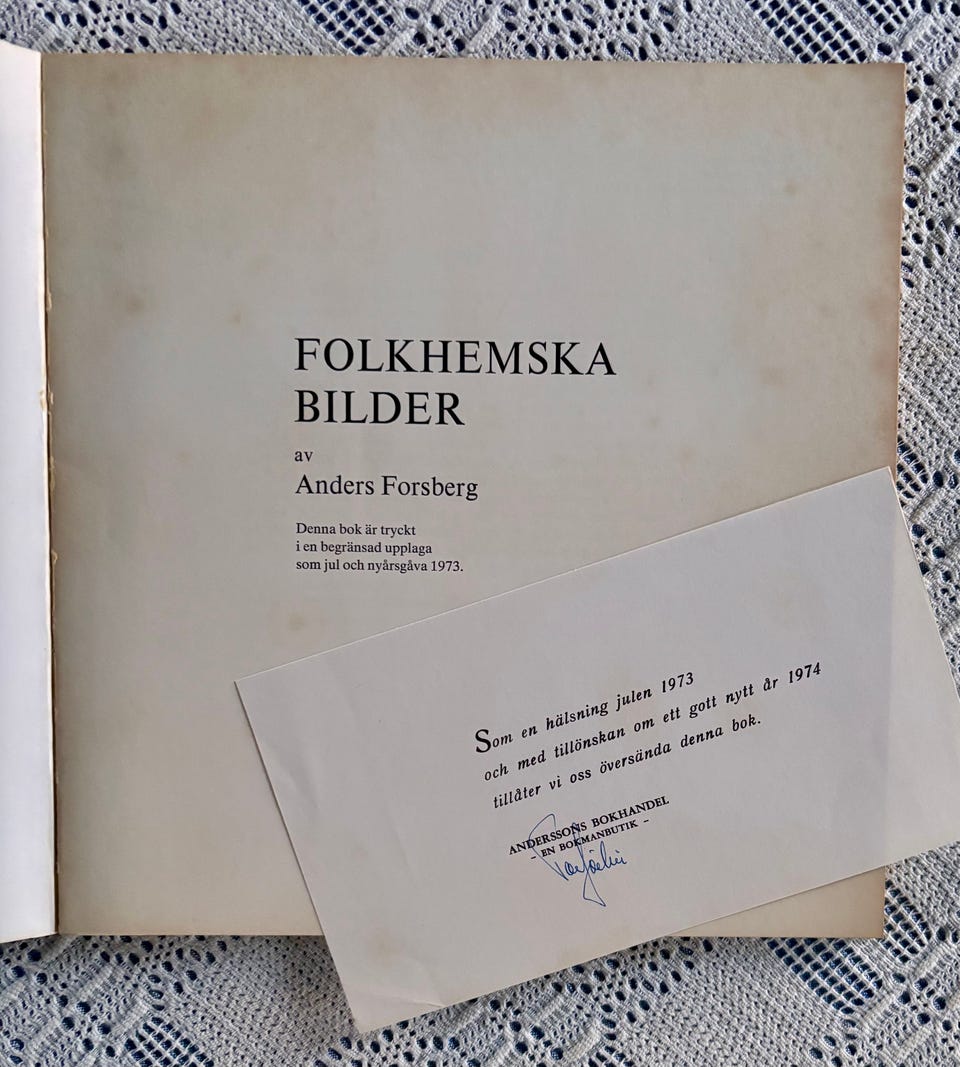 FOLKHEMSKA
BILDER
av
Anders Forsberg
Denna bok är tryckt
i en begränsad upplaga
som jul och nyårsgåva 1973.
Som en hälsning julen 1973
och med tillönskan om ett gott nytt år 1974
tillåter vi oss översända denna bok.
ANDERSSONS BOKHANDEL
– EN BOKMANBUTIK –